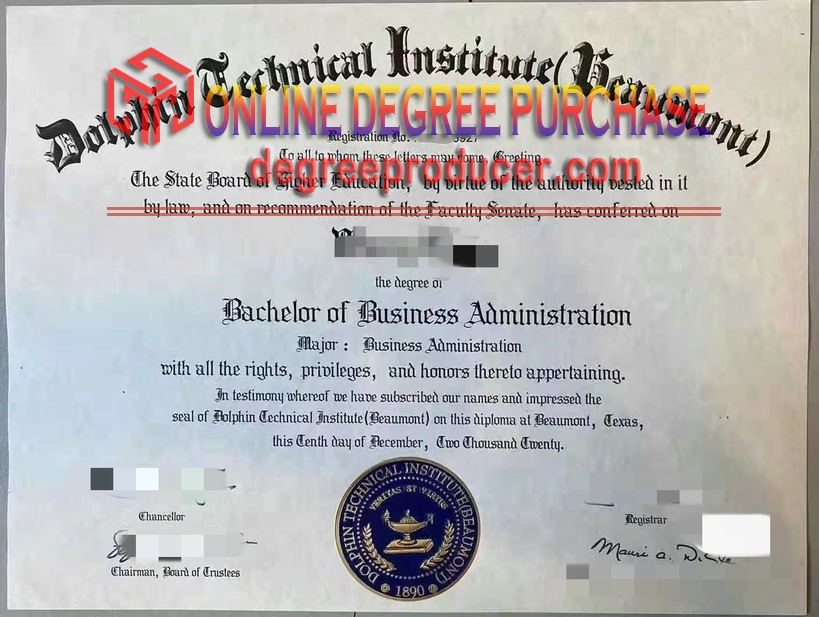 Dolphin Technical Institute(Beaumont)
ONLINE DEGREE PURCHASE
Registration No. 5927
To all to whom these letters may come, Greeting
degreeproducer.com
The State Board of Higher Education, by virtue of the authority vested in it
by law, and on recommendation of the Faculty Senate, has conferred on
the degree of
Bachelor of Business Administration
Major : Business Administration
with all the rights, privileges, and honors thereto appertaining.
In testimony whereof we have subscribed our names and impressed the
seal of Dolphin Technical Institute(Beaumont) on this diploma at Beaumont, Texas,
this Tenth day of December, Two Thousand Twenty.
DOLPHIN TECHNICAL INSTITUTE(BEAUMONT)
VERITAS ET VIRTUS
1890
Chancellor
Registrar
Chairman, Board of Trustees
Mauri a.